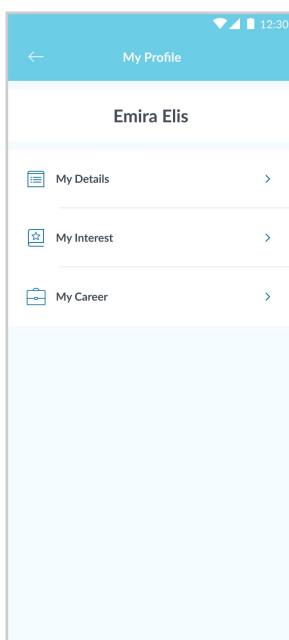 12:30
My Profile
Emira Elis
My Details
My Interest
My Career